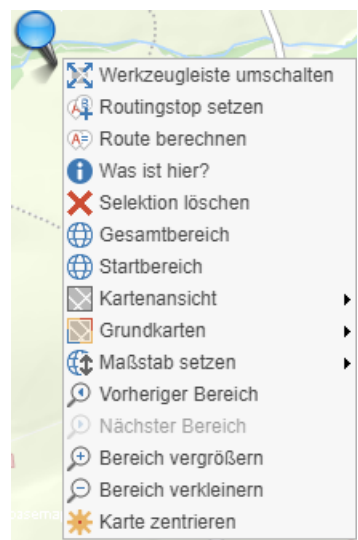 Werkzeugleiste umschalten
Routingstop setzen
Route berechnen
Was ist hier?
Selektion löschen
Gesamtbereich
Startbereich
Kartenansicht
Grundkarten
Maßstab setzen
Vorheriger Bereich
Nächster Bereich
Bereich vergrößern
Bereich verkleinern
Karte zentrieren